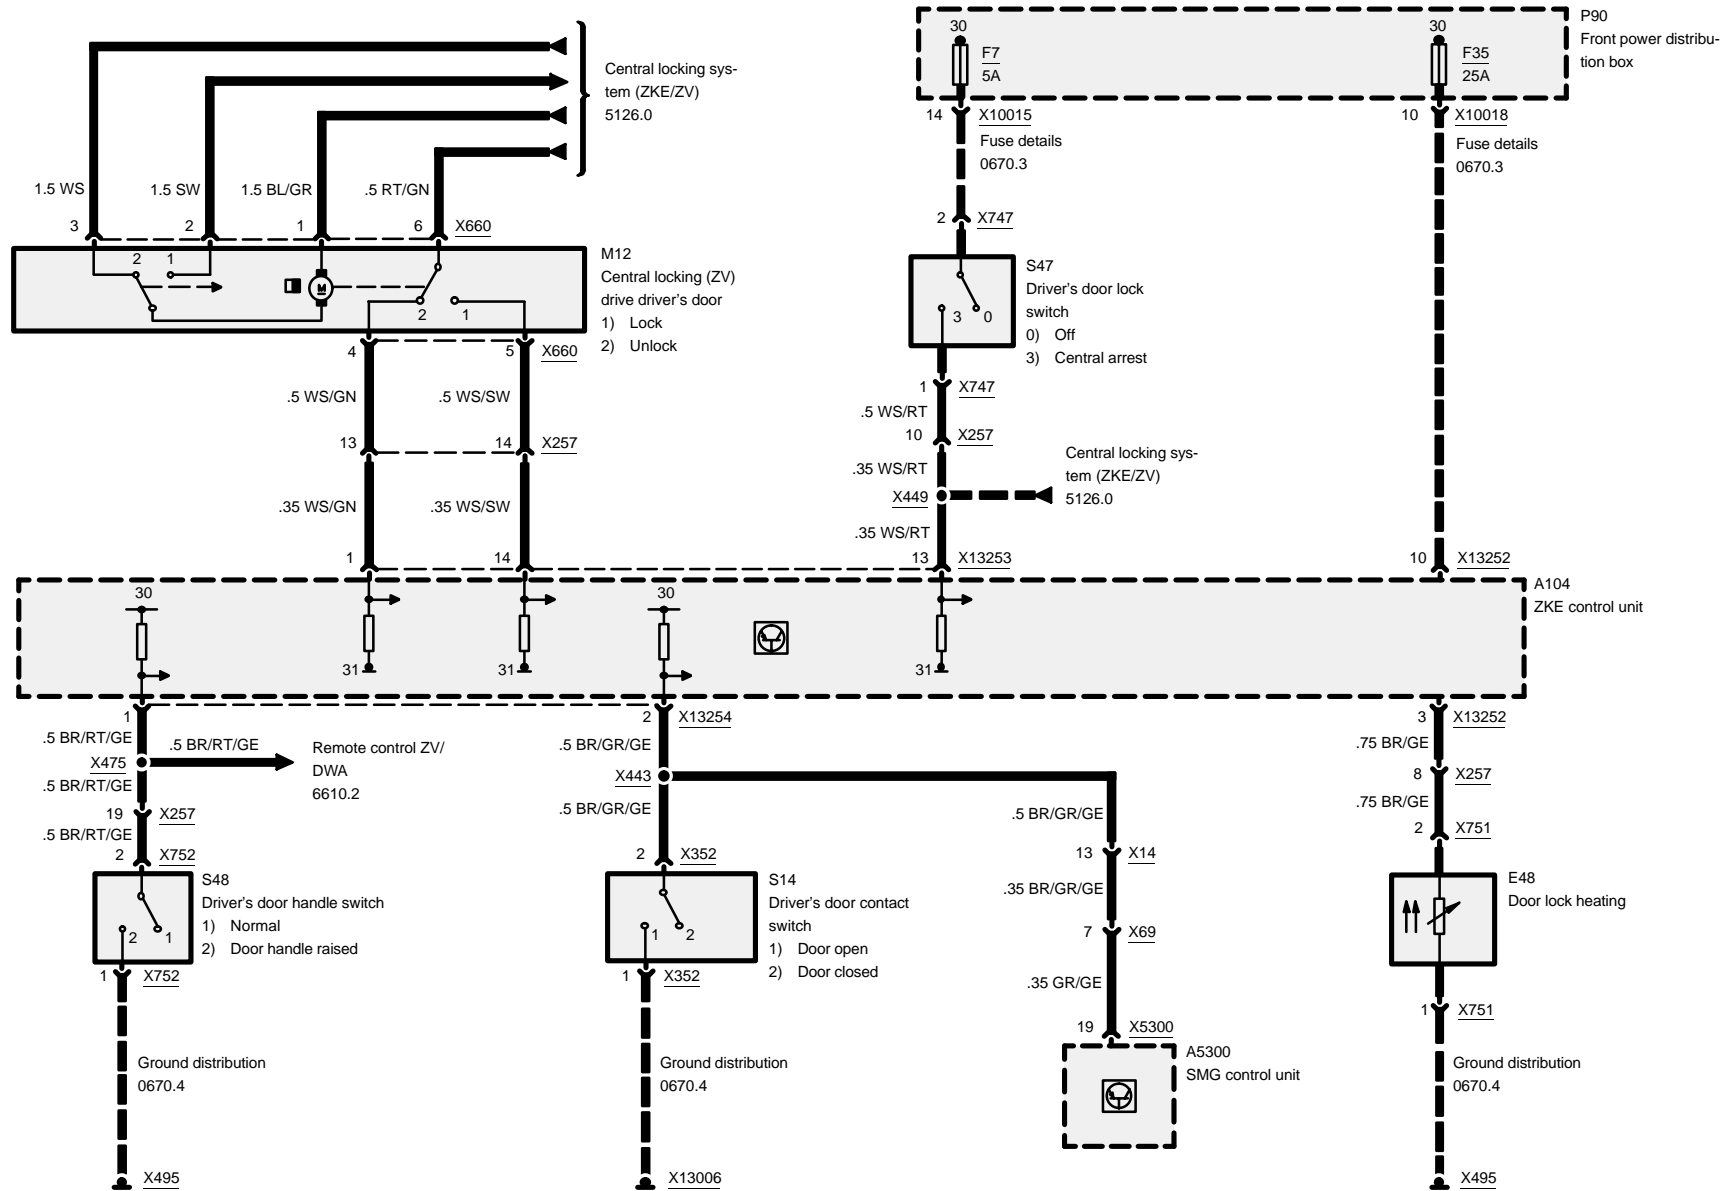 P90
Front power distribu-
tion box
30
F7
5A
30
F35
25A
14
X10015
Fuse details
0670.3
10
X10018
Fuse details
0670.3
Central locking sys-
tem (ZKE/ZV)
5126.0
1.5 WS
1.5 SW
1.5 BL/GR
.5 RT/GN
3
2
1
6
X660
2
1
M
2
1
M12
Central locking (ZV)
drive driver's door
1) Lock
2) Unlock
2
X747
3
0
S47
Driver's door lock
switch
0) Off
3) Central arrest
4
5
X660
.5 WS/GN
.5 WS/SW
13
14
X257
.35 WS/GN
.35 WS/SW
1
14
1
X747
.5 WS/RT
10
X257
.35 WS/RT
X449
Central locking sys-
tem (ZKE/ZV)
5126.0
.35 WS/RT
13
X13253
10
X13252
A104
ZKE control unit
30
31
31
30
31
1
2
X13254
3
X13252
.5 BR/RT/GE
X475
.5 BR/RT/GE
Remote control ZV/
DWA
6610.2
.5 BR/RT/GE
19
X257
.5 BR/RT/GE
2
X752
2
1
S48
Driver's door handle switch
1) Normal
2) Door handle raised
1
X752
Ground distribution
0670.4
X495
.5 BR/GR/GE
X443
.5 BR/GR/GE
2
X352
1
2
S14
Driver's door contact
switch
1) Door open
2) Door closed
1
X352
Ground distribution
0670.4
X13006
.5 BR/GR/GE
13
X14
.35 BR/GR/GE
7
X69
.35 GR/GE
19
X5300
A5300
SMG control unit
.75 BR/GE
8
X257
.75 BR/GE
2
X751
E48
Door lock heating
1
X751
Ground distribution
0670.4
X495